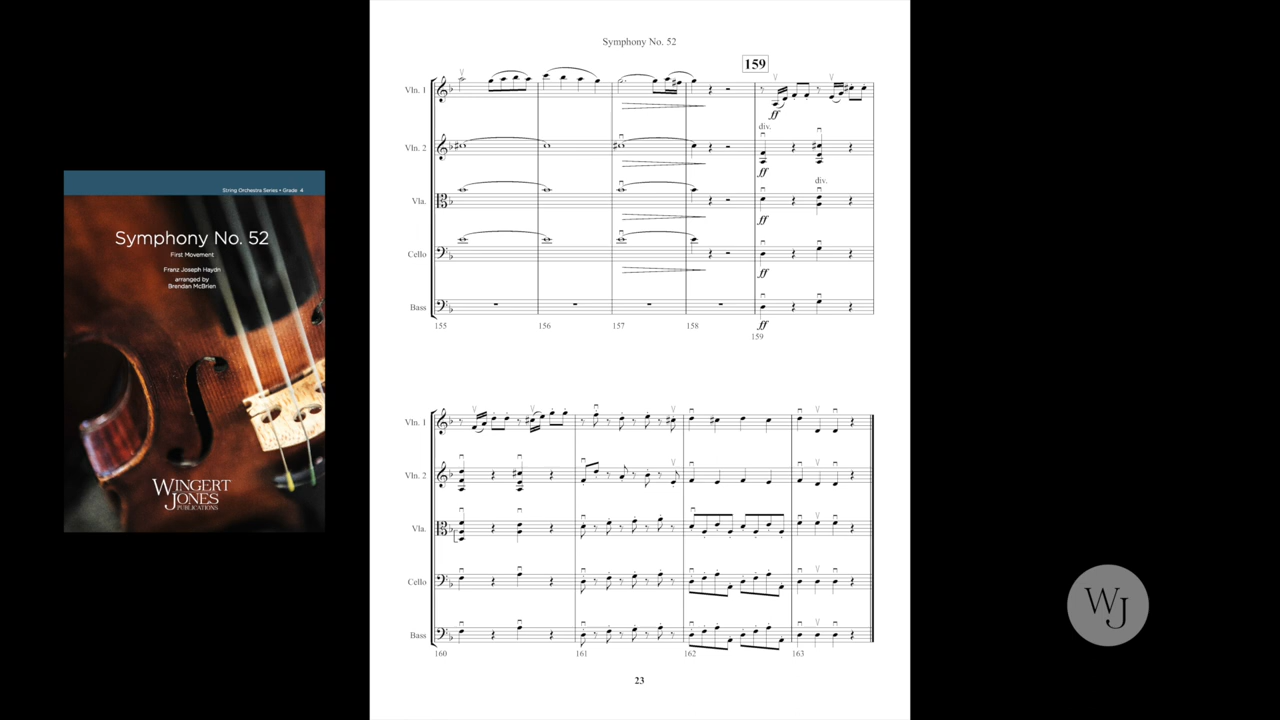 String Orchestra Series • Grade 4
Symphony No. 52
First Movement
Franz Joseph Haydn
arranged by
Brendan McBrien
WINGERT
JONES
PUBLICATIONS
Symphony No. 52
159
Vln. 1
ff
div.
Vln. 2
ff
div.
Vla.
ff
Cello
ff
Bass
ff
155 156 157 158 159
Vln. 1
Vln. 2
Vla.
Cello
Bass
160 161 162 163
23
WJ